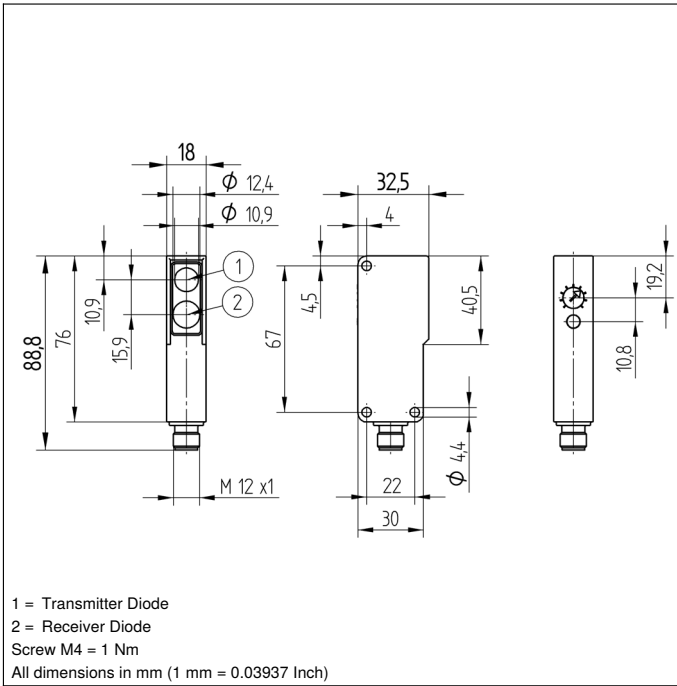 18
ϕ 12,4
ϕ 10,9
1
2
88,8
76
10,9
15,9
M 12 x1
32,5
4
4,5
67
40,5
ϕ 4,4
22
30
19,2
10,8
1 = Transmitter Diode
2 = Receiver Diode
Screw M4 = 1 Nm
All dimensions in mm (1 mm = 0.03937 Inch)